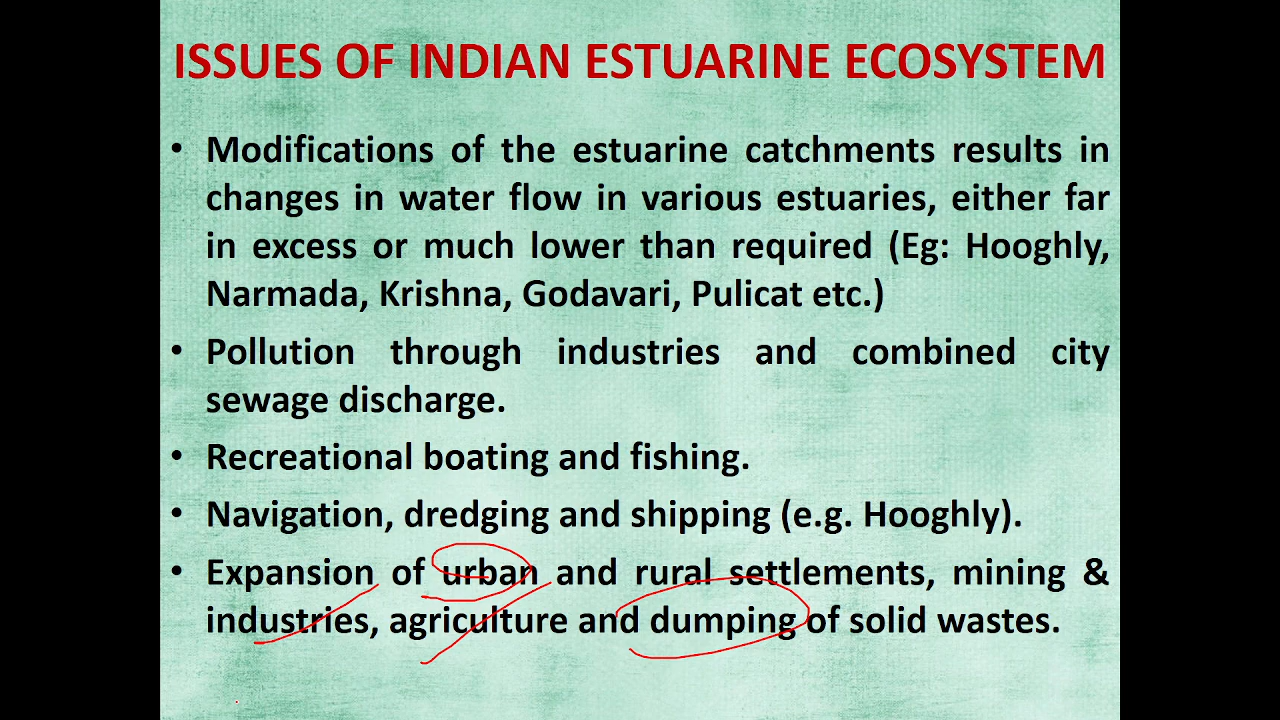 ISSUES OF INDIAN ESTUARINE ECOSYSTEM
• Modifications of the estuarine catchments results in
changes in water flow in various estuaries, either far
in excess or much lower than required (Eg: Hooghly,
Narmada, Krishna, Godavari, Pulicat etc.)
• Pollution through industries and combined city
sewage discharge.
• Recreational boating and fishing.
• Navigation, dredging and shipping (e.g. Hooghly).
• Expansion of urban and rural settlements, mining &
industries, agriculture and dumping of solid wastes.